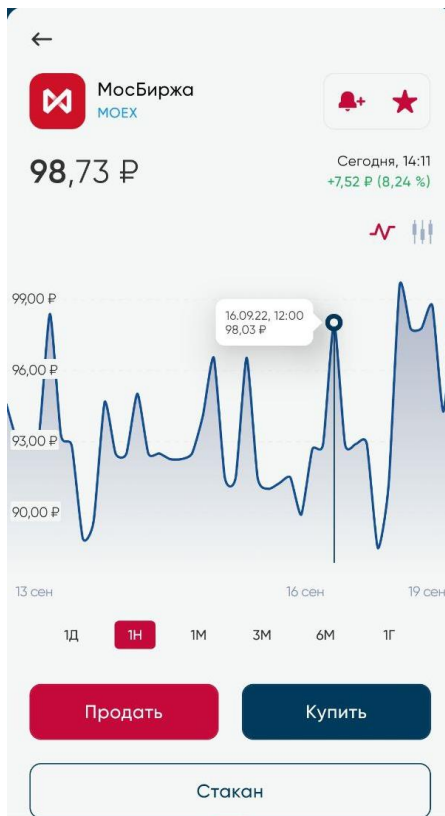 МосБиржа
MOEX
98,73 ₽
Сегодня, 14:11
+7,52 ₽ (8,24 %)
99,00 ₽
16.09.22, 12:00
98,03 ₽
96,00 ₽
93,00 ₽
90,00 ₽
13 сен
16 сен
19 сен
1Д
1Н
1М
3М
6М
1Г
Продать
Купить
Стакан